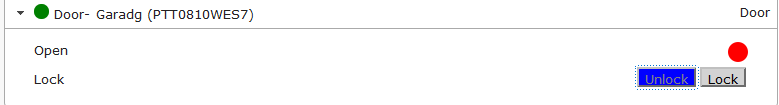 Door- Garadg (PTT0810WES7) Door
Open
Lock Unlock Lock